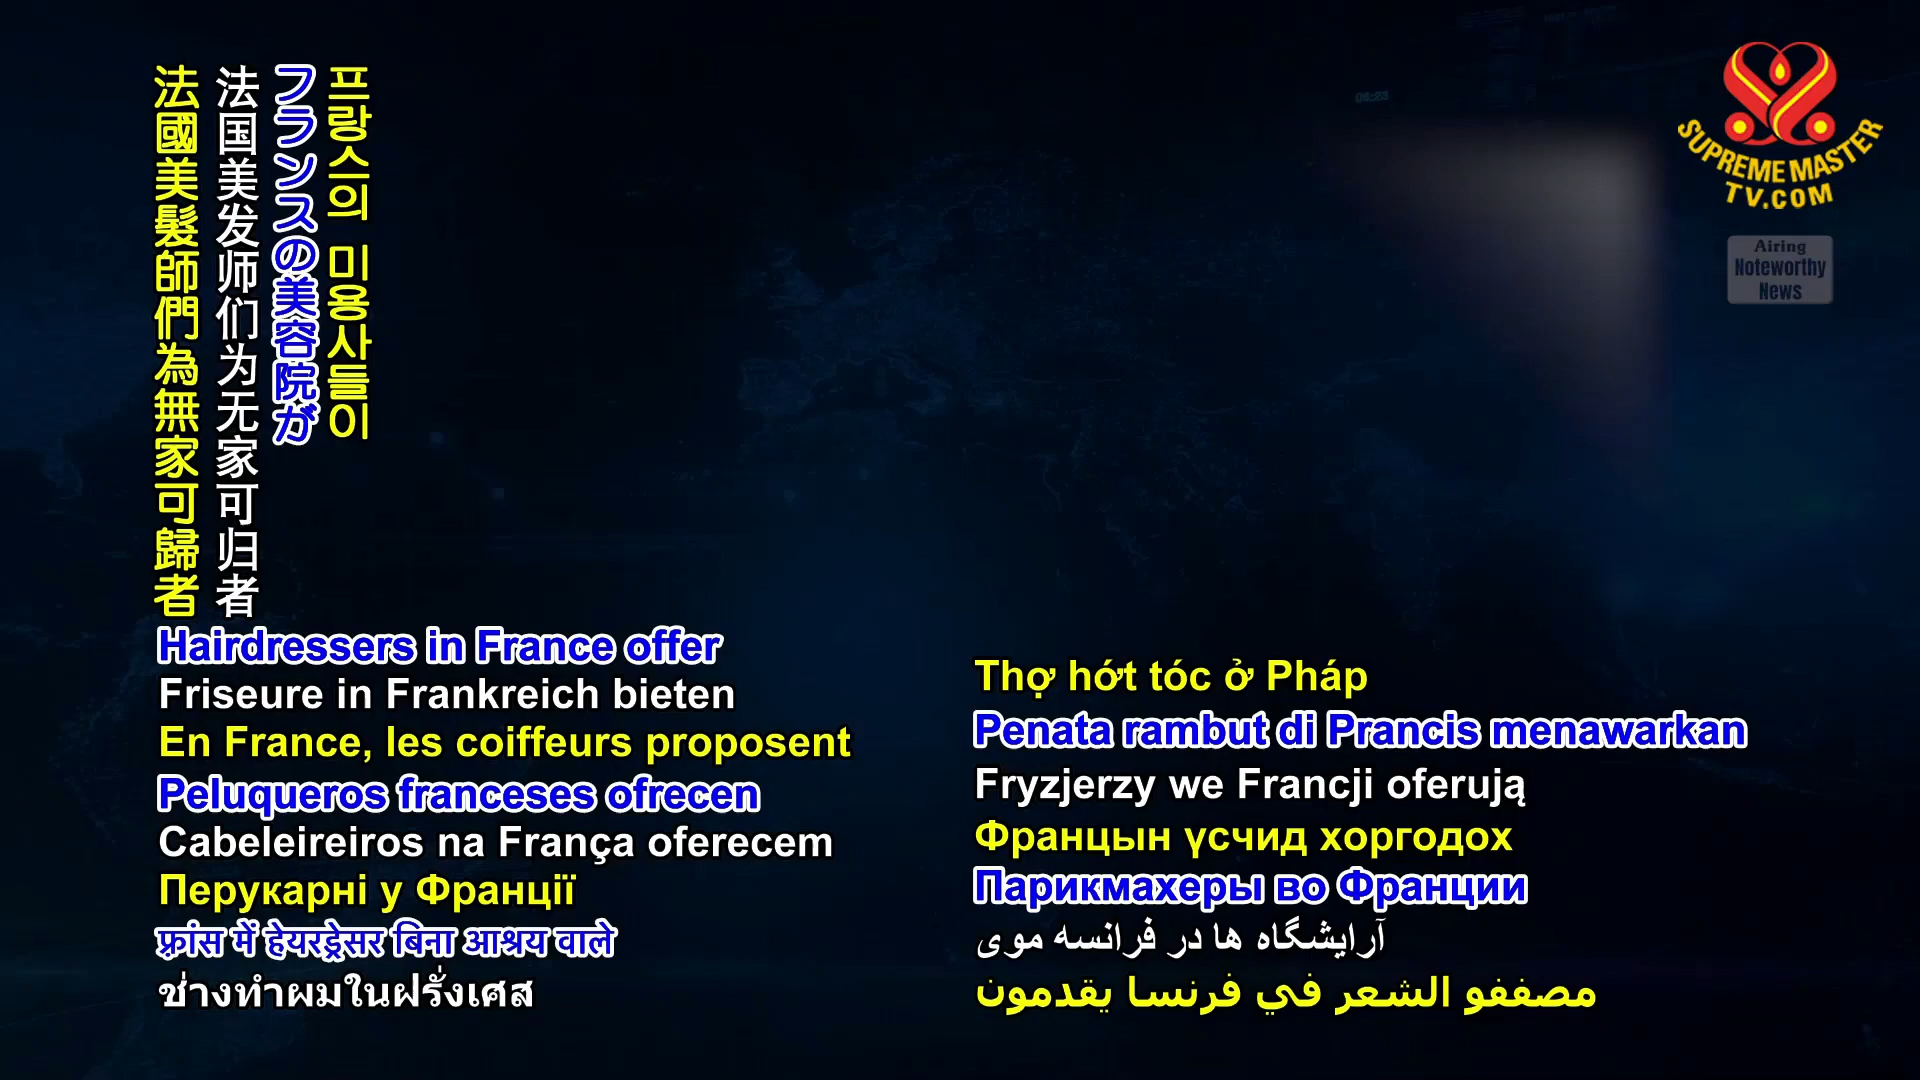 法國美髮師們為無家可歸者
法国美发师们为无家可归者
フランスの美容院が
프랑스의 미용사들이
Hairdressers in France offer
Friseure in Frankreich bieten
En France, les coiffeurs proposent
Peluqueros franceses ofrecen
Cabeleireiros na França oferecem
Перукарні у Франції
फ़्रांस में हेयरड्रेसर बिना आश्रय वाले
ช่างทำผมในฝรั่งเศส
Thợ hớt tóc ở Pháp
Penata rambut di Prancis menawarkan
Fryzjerzy we Francji oferują
Францын үсчид хоргодох
Парикмахеры во Франции
آرایشگاه ها در فرانسه موی
مصففو الشعر في فرنسا يقدمون
SUPREME MASTER
TV.COM
Airing
Noteworthy
News
06:23